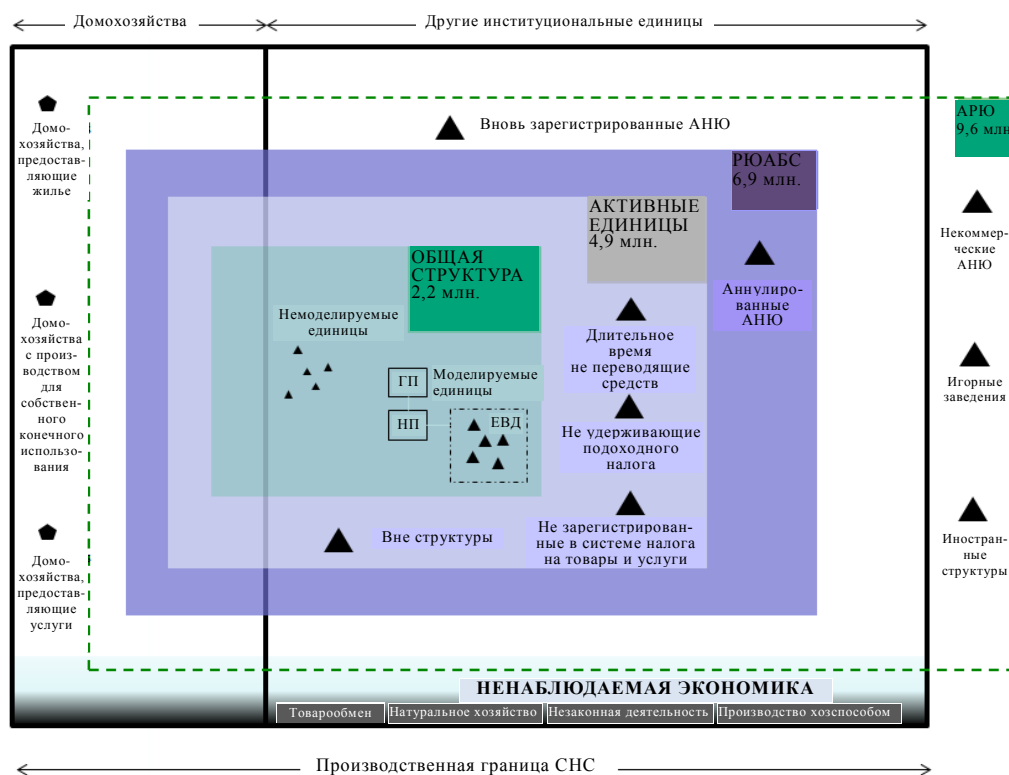 Домохозяйства
Другие институциональные единицы
Домо-
хозяйства,
предостав-
ляющие
жилье
Домо-
хозяйства
с произ-
водством
для
собствен-
ного
конечного
использо-
вания
Домо-
хозяйства,
предостав-
ляющие
услуги
Вновь зарегистрированные АНЮ
РЮАБС
6,9 млн.
АКТИВНЫЕ
ЕДИНИЦЫ
4,9 млн.
ОБЩАЯ
СТРУКТУРА
2,2 млн.
Немоделируемые
единицы
Моделируемые
единицы
ГП
НП
ЕВД
Аннулиро-
ванные
АНЮ
Длительное
время
не переводящие
средств
Не удерживающие
подоходного
налога
Не зарегистрирован-
ные в системе налога
на товары и услуги
Вне структуры
АРЮ
9,6 млн
Некоммер-
ческие
АНЮ
Игорные
заведения
Иностран-
ные
структуры
НЕНАБЛЮДАЕМАЯ ЭКОНОМИКА
Товарообмен
Натуральное хозяйство
Незаконная деятельность
Производство хозспособом
Производственная граница СНС